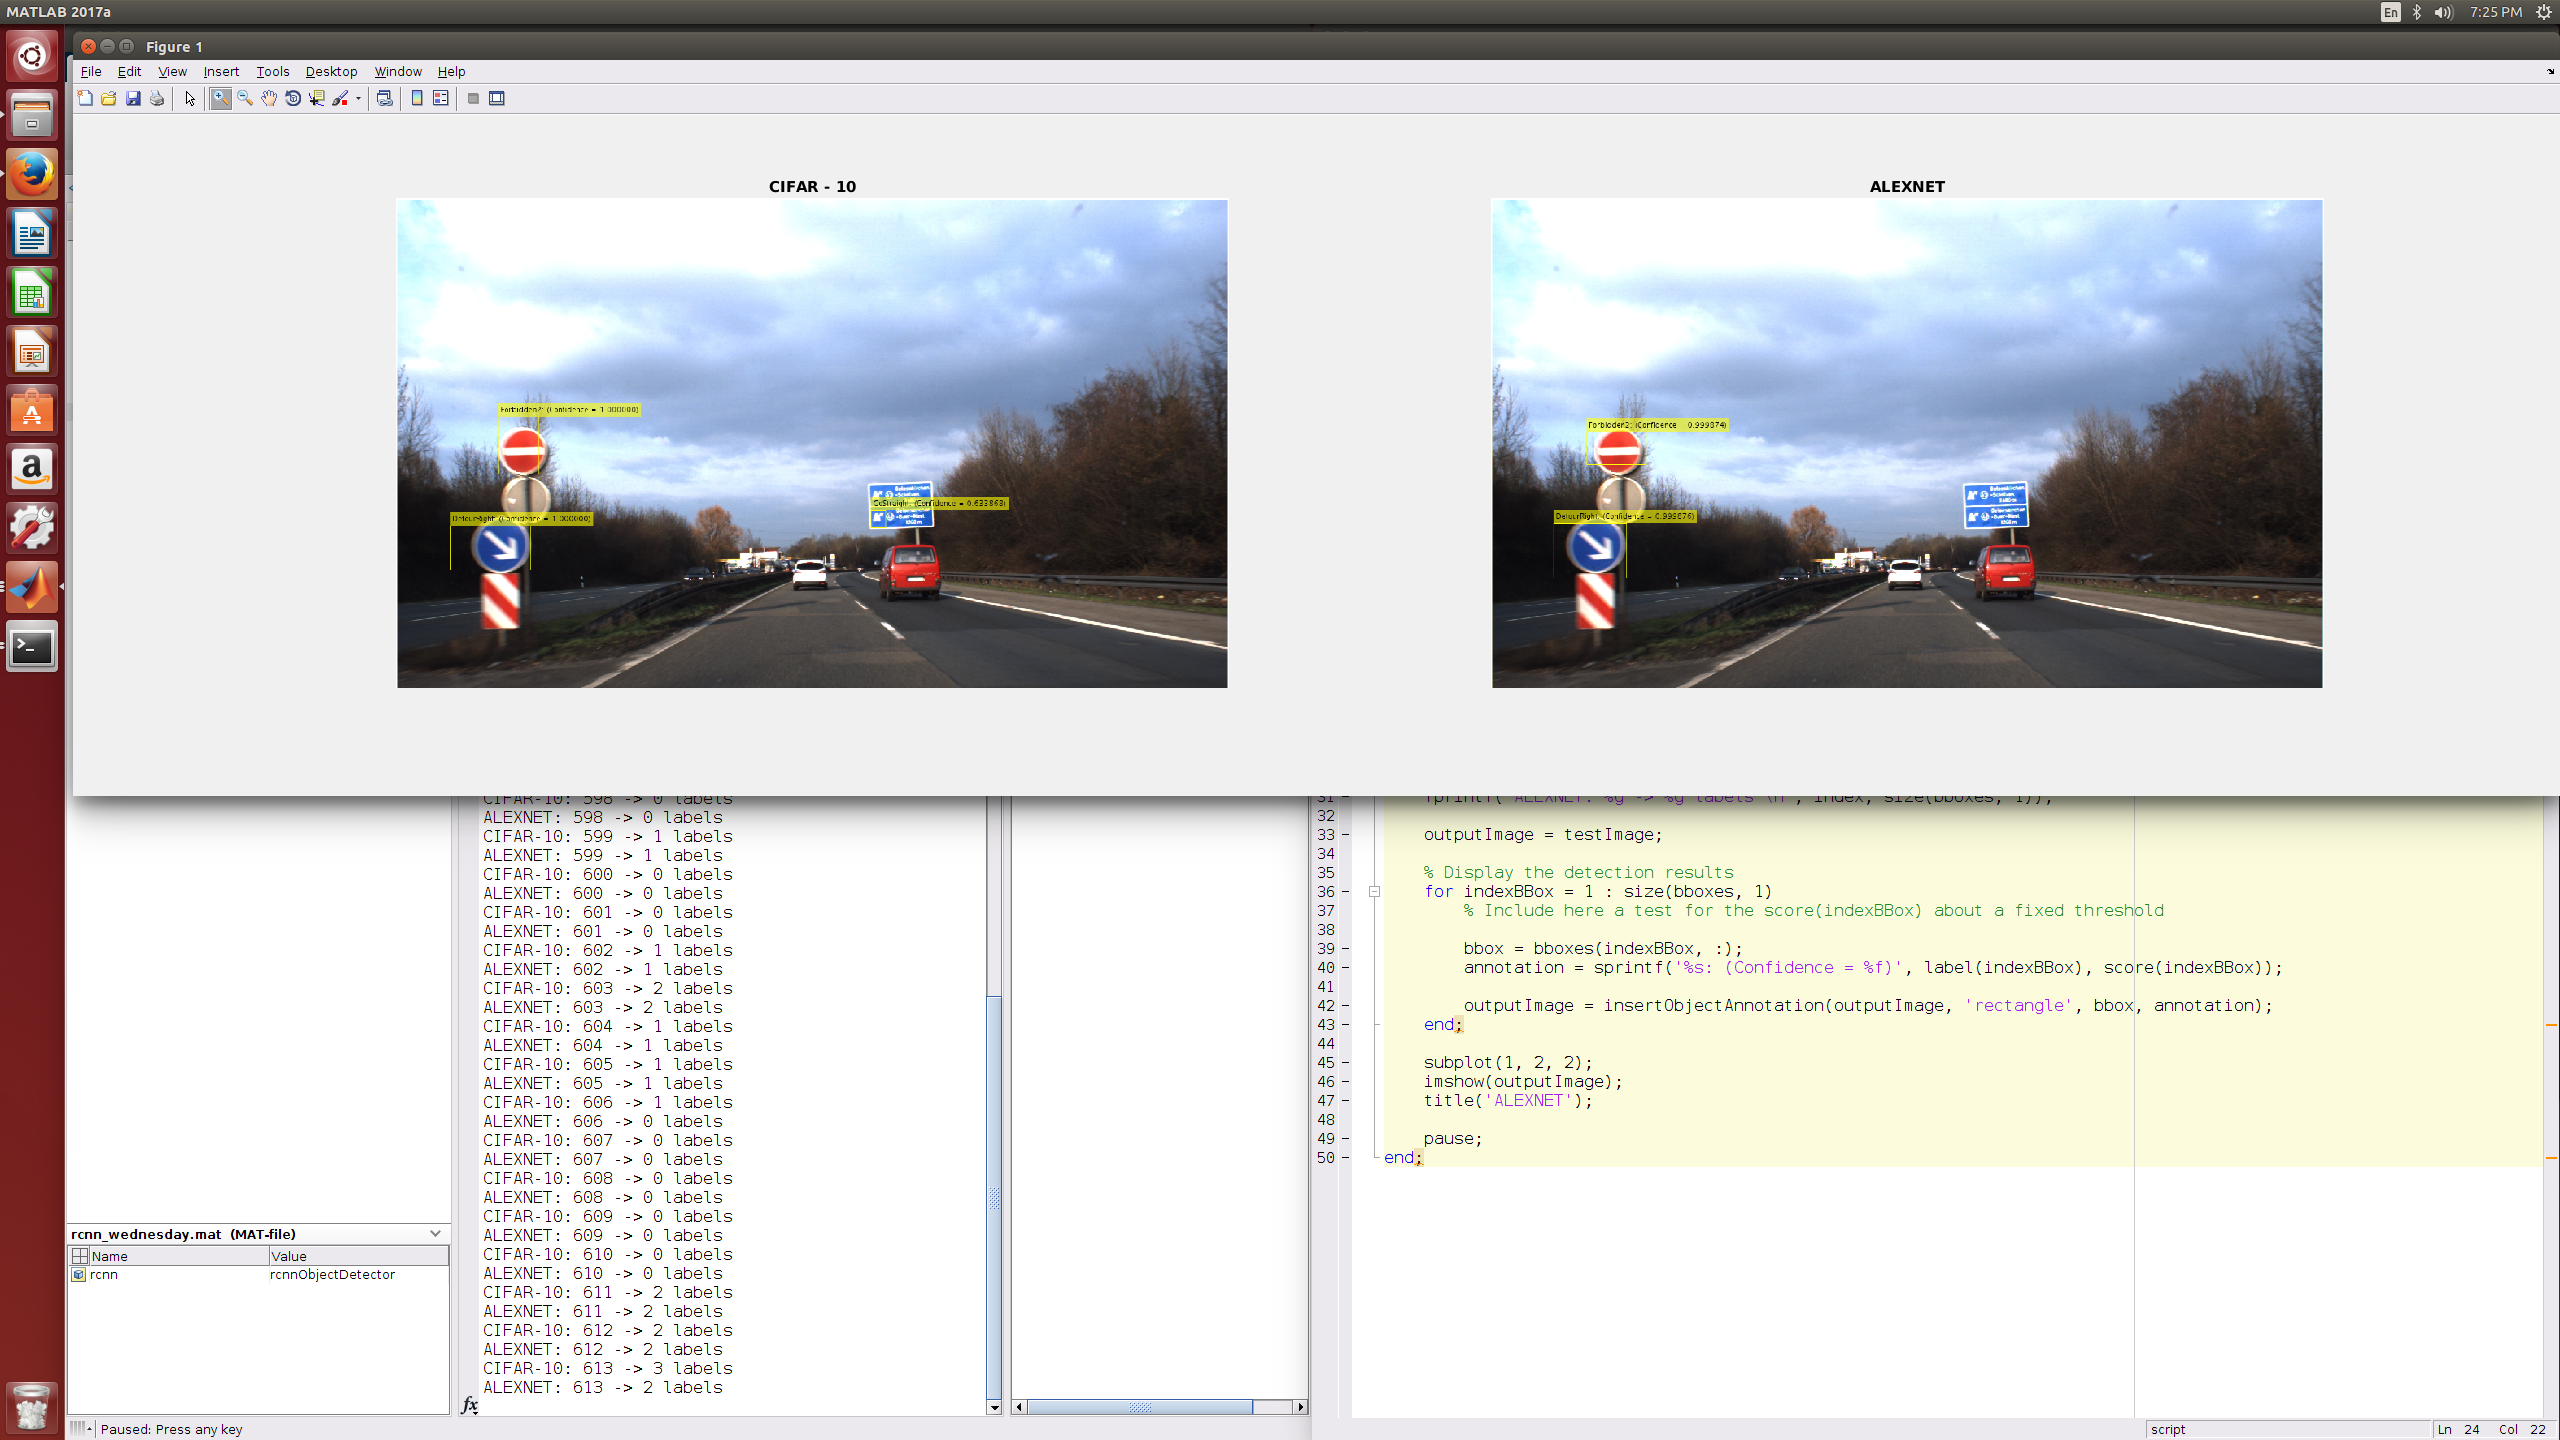 MATLAB 2017a
En
7:25 PM
Figure 1
File Edit View Insert Tools Desktop Window Help
CIFAR - 10
ALEXNET
Forbidden2: (Confidence = 1.000000)
GoStraight: (Confidence = 0.633863)
DetourRight: (Confidence = 1.000000)
Forbidden2: (Confidence = 0.999874)
DetourRight: (Confidence = 0.999876)
CIFAR-10: 598 -> 0 labels
ALEXNET: 598 -> 0 labels
CIFAR-10: 599 -> 1 labels
ALEXNET: 599 -> 1 labels
CIFAR-10: 600 -> 0 labels
ALEXNET: 600 -> 0 labels
CIFAR-10: 601 -> 0 labels
ALEXNET: 601 -> 0 labels
CIFAR-10: 602 -> 1 labels
ALEXNET: 602 -> 1 labels
CIFAR-10: 603 -> 2 labels
ALEXNET: 603 -> 2 labels
CIFAR-10: 604 -> 1 labels
ALEXNET: 604 -> 1 labels
CIFAR-10: 605 -> 1 labels
ALEXNET: 605 -> 1 labels
CIFAR-10: 606 -> 1 labels
ALEXNET: 606 -> 0 labels
CIFAR-10: 607 -> 0 labels
ALEXNET: 607 -> 0 labels
CIFAR-10: 608 -> 0 labels
ALEXNET: 608 -> 0 labels
CIFAR-10: 609 -> 0 labels
ALEXNET: 609 -> 0 labels
CIFAR-10: 610 -> 0 labels
ALEXNET: 610 -> 0 labels
CIFAR-10: 611 -> 2 labels
ALEXNET: 611 -> 2 labels
CIFAR-10: 612 -> 2 labels
ALEXNET: 612 -> 2 labels
CIFAR-10: 613 -> 3 labels
ALEXNET: 613 -> 2 labels
fx
31 fprintf('ALEXNET: %g -> %g labels \n', index, size(bboxes, 1));
32
33 outputImage = testImage;
34
35 % Display the detection results
36 for indexBBox = 1 : size(bboxes, 1)
37 % Include here a test for the score(indexBBox) about a fixed threshold
38
39 bbox = bboxes(indexBBox, :);
40 annotation = sprintf('%s: (Confidence = %f)', label(indexBBox), score(indexBBox));
41
42 outputImage = insertObjectAnnotation(outputImage, 'rectangle', bbox, annotation);
43 end;
44
45 subplot(1, 2, 2);
46 imshow(outputImage);
47 title('ALEXNET');
48
49 pause;
50 end;
rcnn_wednesday.mat (MAT-file)
Name Value
rcnn rcnnObjectDetector
Paused: Press any key
script
Ln 24 Col 22